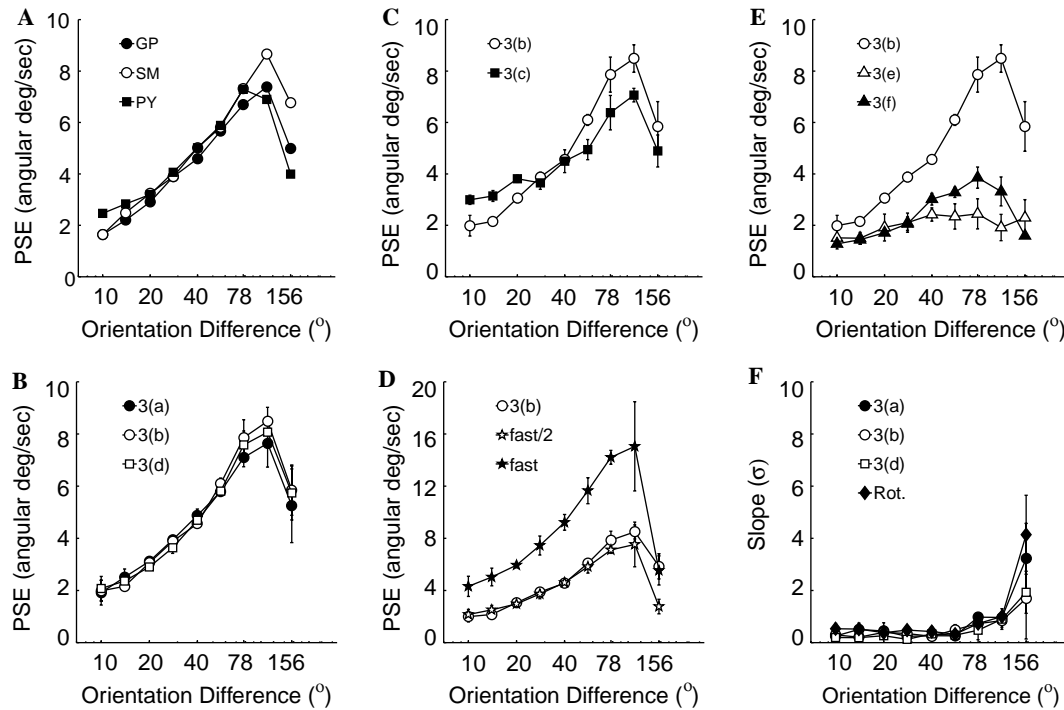 A
10
8
6
4
2
0
PSE (angular deg/sec)
GP
SM
PY
10 20 40 78 156
Orientation Difference (o)
C
10
8
6
4
2
0
PSE (angular deg/sec)
3(b)
3(c)
10 20 40 78 156
Orientation Difference (o)
E
10
8
6
4
2
0
PSE (angular deg/sec)
3(b)
3(e)
3(f)
10 20 40 78 156
Orientation Difference (o)
B
10
8
6
4
2
0
PSE (angular deg/sec)
3(a)
3(b)
3(d)
10 20 40 78 156
Orientation Difference (o)
D
20
16
12
8
4
0
PSE (angular deg/sec)
3(b)
fast/2
fast
10 20 40 78 156
Orientation Difference (o)
F
10
8
6
4
2
0
Slope (σ)
3(a)
3(b)
3(d)
Rot.
10 20 40 78 156
Orientation Difference (o)